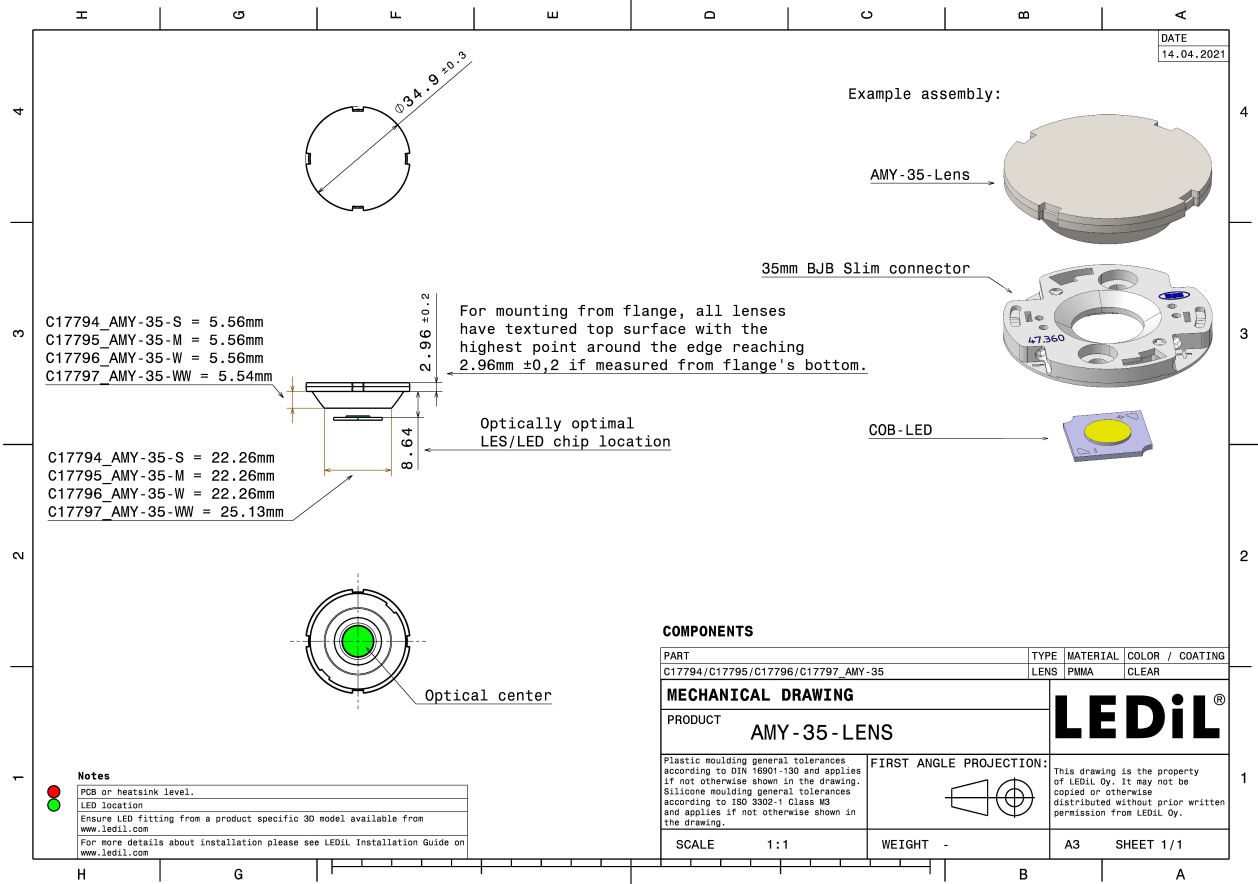 H G F E D C B A
DATE
14.04.2021
4
4
Ø34.9 ±0.3
Example assembly:
AMY-35-Lens
35mm BJB Slim connector
47.360
COB-LED
3
3
C17794_AMY-35-S = 5.56mm
C17795_AMY-35-M = 5.56mm
C17796_AMY-35-W = 5.56mm
C17797_AMY-35-WW = 5.54mm
2.96 ±0.2
For mounting from flange, all lenses
have textured top surface with the
highest point around the edge reaching
2.96mm ±0,2 if measured from flange's bottom.
8.64
Optically optimal
LES/LED chip location
C17794_AMY-35-S = 22.26mm
C17795_AMY-35-M = 22.26mm
C17796_AMY-35-W = 22.26mm
C17797_AMY-35-WW = 25.13mm
2
2
Optical center
COMPONENTS
PART TYPE MATERIAL COLOR / COATING
C17794/C17795/C17796/C17797_AMY-35 LENS PMMA CLEAR
MECHANICAL DRAWING
PRODUCT
AMY-35-LENS
LEDiL®
1
1
Notes
PCB or heatsink level.
LED location
Ensure LED fitting from a product specific 3D model available from
www.ledil.com
For more details about installation please see LEDiL Installation Guide on
www.ledil.com
Plastic moulding general tolerances
according to DIN 16901-130 and applies
if not otherwise shown in the drawing.
Silicone moulding general tolerances
according to ISO 3302-1 Class M3
and applies if not otherwise shown in
the drawing.
FIRST ANGLE PROJECTION:
This drawing is the property
of LEDiL Oy. It may not be
copied or otherwise
distributed without prior written
permission from LEDiL Oy.
SCALE 1:1
WEIGHT -
A3 SHEET 1/1
H G B A